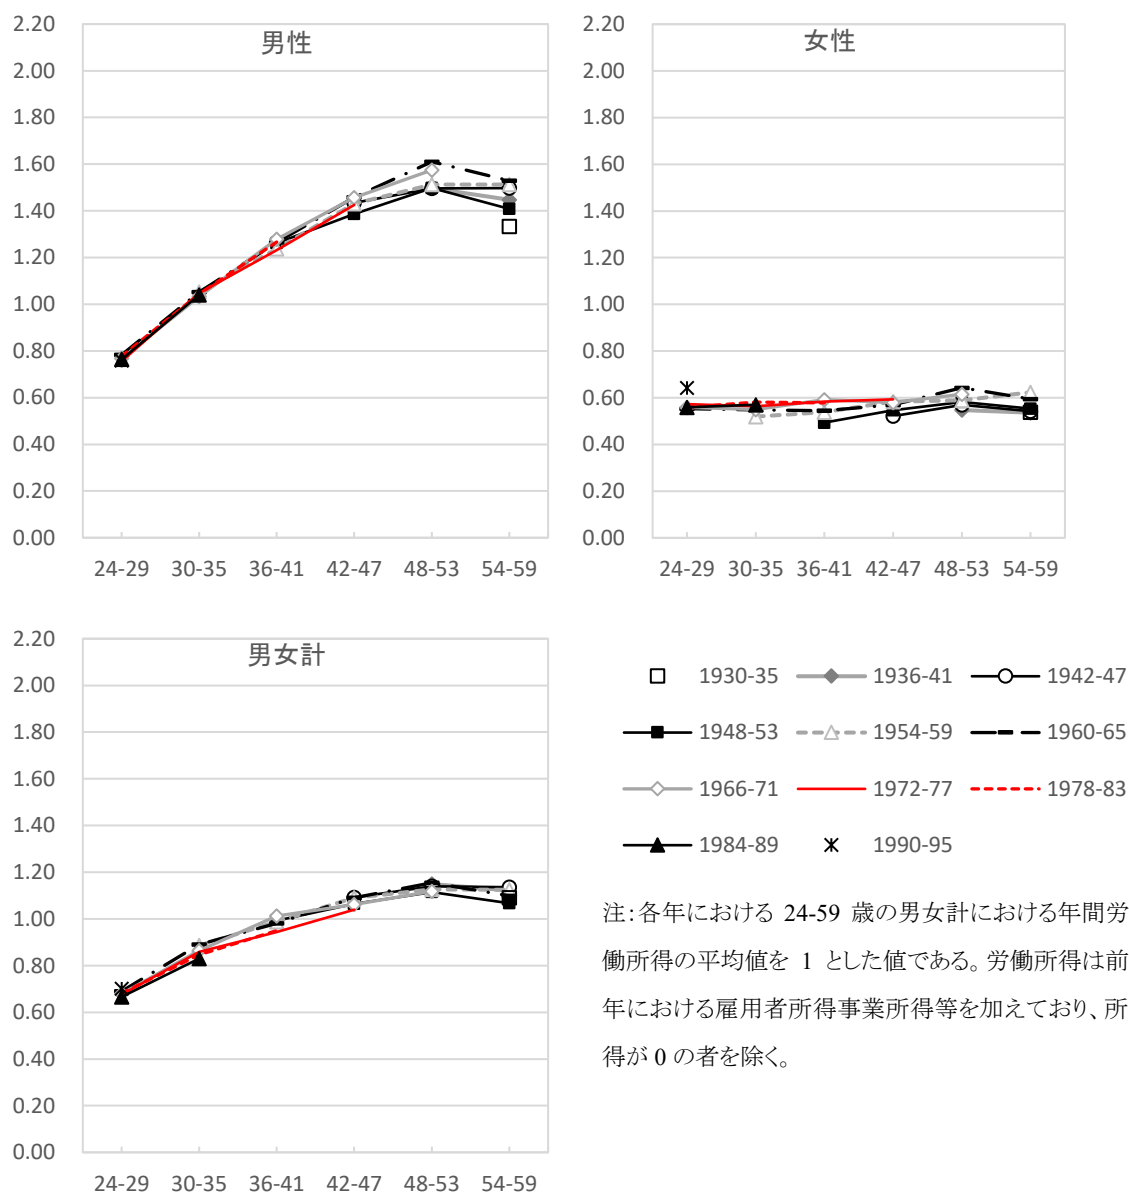 男性
2.20
2.00
1.80
1.60
1.40
1.20
1.00
0.80
0.60
0.40
0.20
0.00
24-29 30-35 36-41 42-47 48-53 54-59
女性
2.20
2.00
1.80
1.60
1.40
1.20
1.00
0.80
0.60
0.40
0.20
0.00
24-29 30-35 36-41 42-47 48-53 54-59
男女計
2.20
2.00
1.80
1.60
1.40
1.20
1.00
0.80
0.60
0.40
0.20
0.00
24-29 30-35 36-41 42-47 48-53 54-59
1930-35 1936-41 1942-47
1948-53 1954-59 1960-65
1966-71 1972-77 1978-83
1984-89 1990-95
注：各年における 24-59 歳の男女計における年間労
働所得の平均値を 1 とした値である。労働所得は前
年における雇用者所得事業所得等を加えており、所
得が 0 の者を除く。